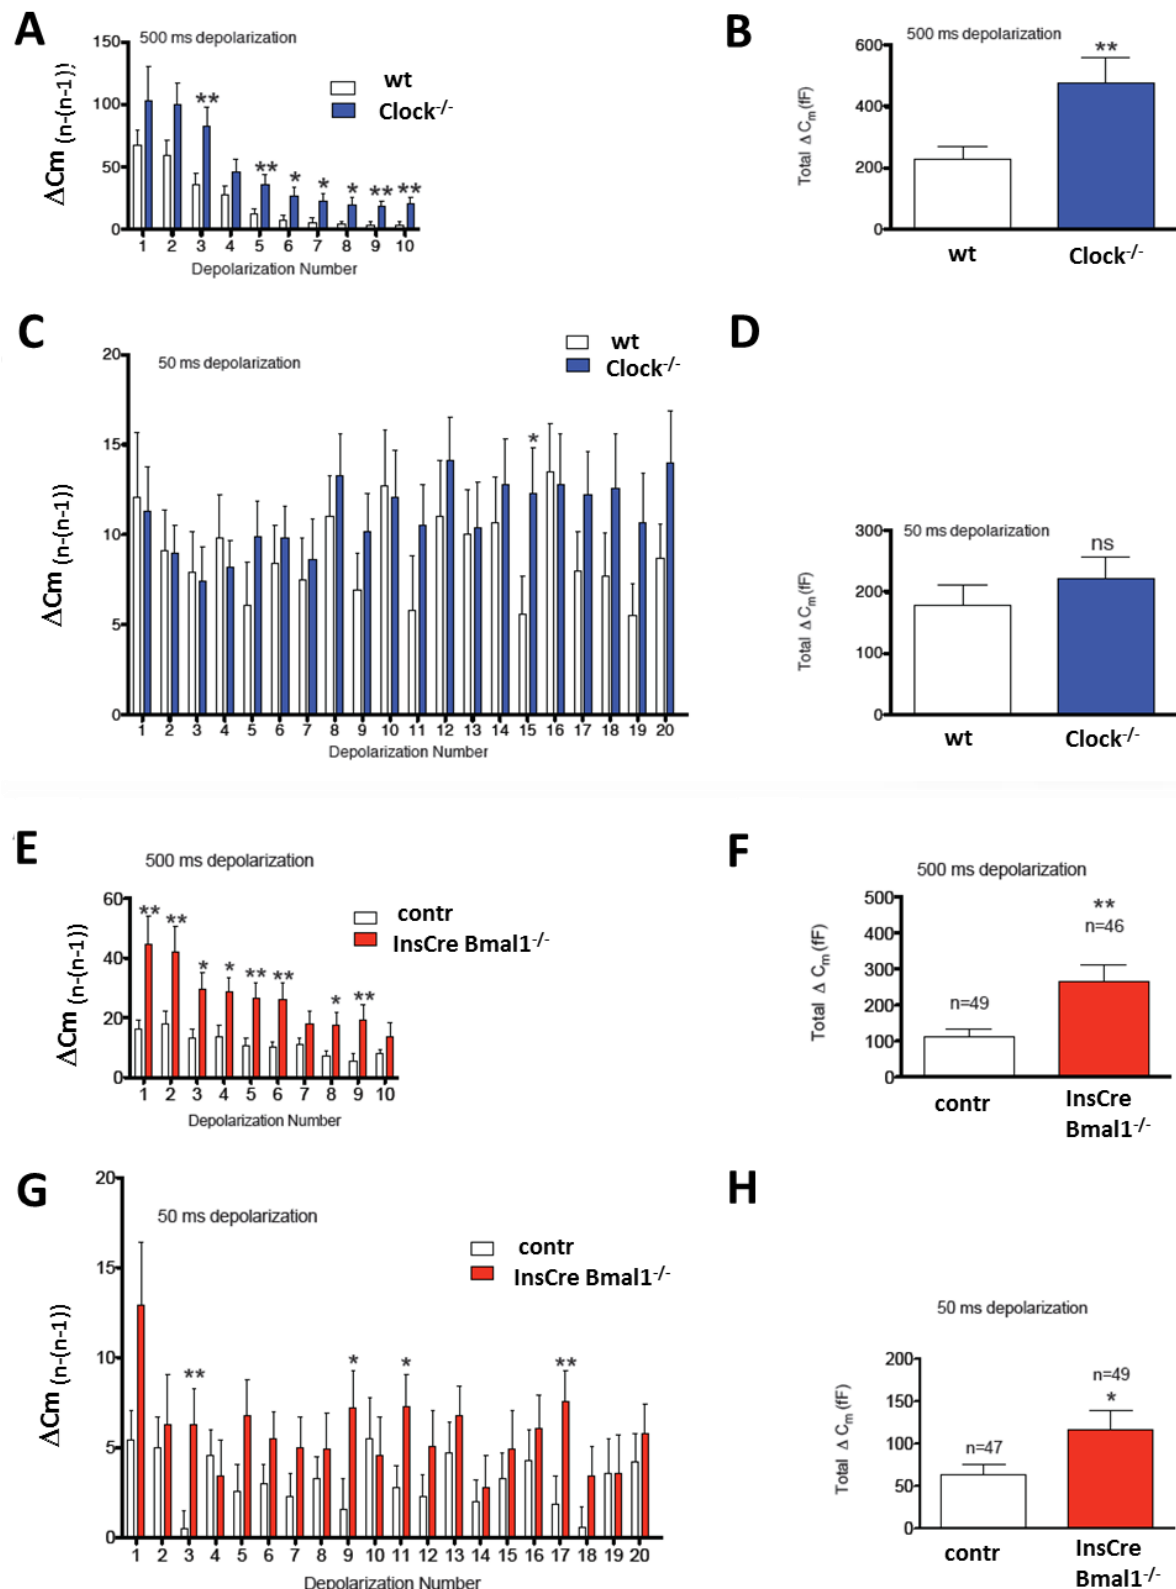 A
500 ms depolarization
150
100
50
0
ΔCm (n-(n-1))
wt
Clock-/-
**
**
*
*
*
**
**
1 2 3 4 5 6 7 8 9 10
Depolarization Number
B
500 ms depolarization
600
400
200
0
Total Δ Cm (fF)
**
wt
Clock-/-
C
50 ms depolarization
20
15
10
5
0
ΔCm (n-(n-1))
wt
Clock-/-
*
1 2 3 4 5 6 7 8 9 10 11 12 13 14 15 16 17 18 19 20
Depolarization Number
D
50 ms depolarization
300
200
100
0
Total Δ Cm (fF)
ns
wt
Clock-/-
E
500 ms depolarization
60
40
20
0
ΔCm (n-(n-1))
contr
InsCre Bmal1-/-
**
**
*
*
**
**
*
**
1 2 3 4 5 6 7 8 9 10
Depolarization Number
F
500 ms depolarization
500
400
300
200
100
0
Total Δ Cm (fF)
n=49
**
n=46
contr
InsCre
Bmal1-/-
G
50 ms depolarization
20
15
10
5
0
ΔCm (n-(n-1))
contr
InsCre Bmal1-/-
**
*
*
**
1 2 3 4 5 6 7 8 9 10 11 12 13 14 15 16 17 18 19 20
Depolarization Number
H
50 ms depolarization
200
150
100
50
0
Total Δ Cm (fF)
n=47
n=49
*
contr
InsCre
Bmal1-/-